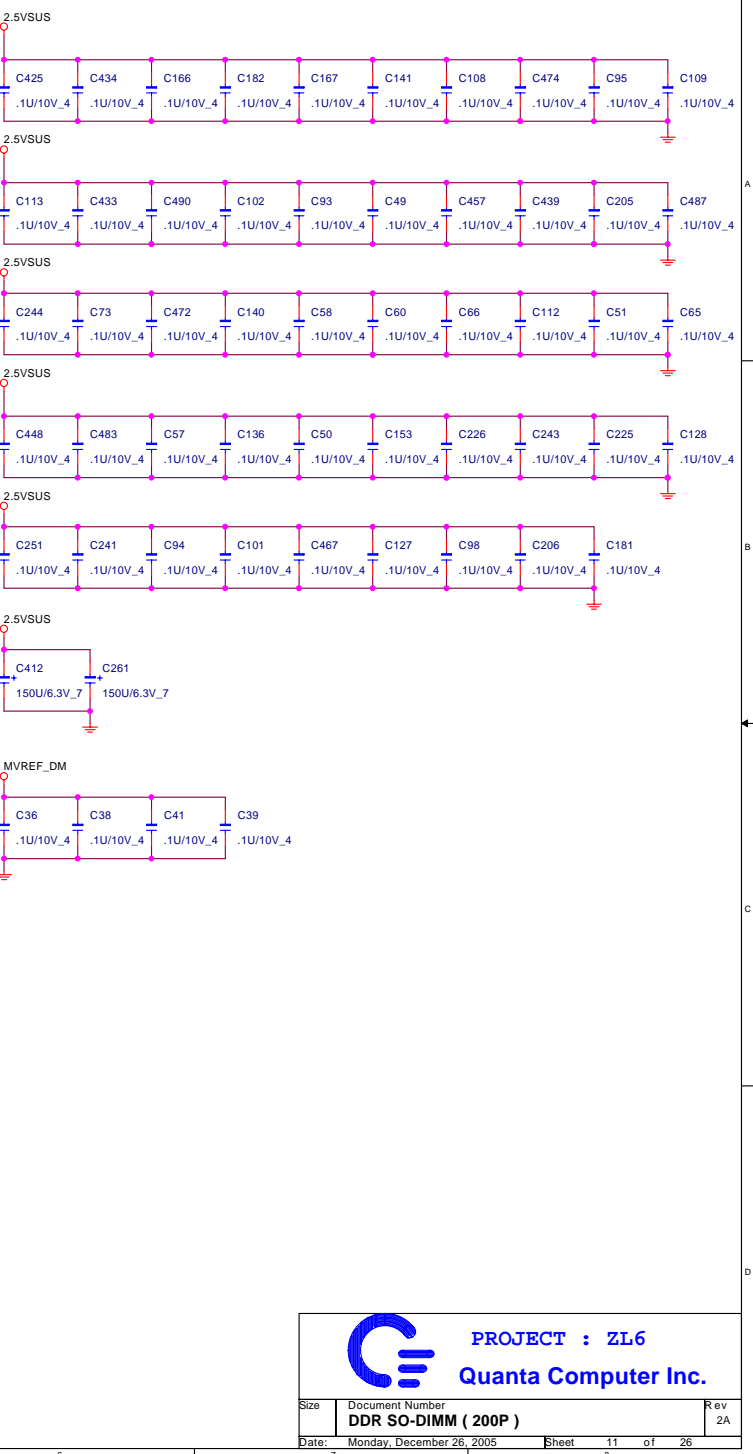 2.5VSUS
C425 C434 C166 C182 C167 C141 C108 C474 C95 C109
.1U/10V_4 .1U/10V_4 .1U/10V_4 .1U/10V_4 .1U/10V_4 .1U/10V_4 .1U/10V_4 .1U/10V_4 .1U/10V_4 .1U/10V_4
2.5VSUS
A
C113 C433 C490 C102 C93 C49 C457 C439 C205 C487
.1U/10V_4 .1U/10V_4 .1U/10V_4 .1U/10V_4 .1U/10V_4 .1U/10V_4 .1U/10V_4 .1U/10V_4 .1U/10V_4 .1U/10V_4
2.5VSUS
C244 C73 C472 C140 C58 C60 C66 C112 C51 C65
.1U/10V_4 .1U/10V_4 .1U/10V_4 .1U/10V_4 .1U/10V_4 .1U/10V_4 .1U/10V_4 .1U/10V_4 .1U/10V_4 .1U/10V_4
2.5VSUS
C448 C483 C57 C136 C50 C153 C226 C243 C225 C128
.1U/10V_4 .1U/10V_4 .1U/10V_4 .1U/10V_4 .1U/10V_4 .1U/10V_4 .1U/10V_4 .1U/10V_4 .1U/10V_4 .1U/10V_4
2.5VSUS
C251 C241 C94 C101 C467 C127 C98 C206 C181
B
.1U/10V_4 .1U/10V_4 .1U/10V_4 .1U/10V_4 .1U/10V_4 .1U/10V_4 .1U/10V_4 .1U/10V_4 .1U/10V_4
2.5VSUS
C412 C261
+ +
150U/6.3V_7 150U/6.3V_7
MVREF_DM
C36 C38 C41 C39
.1U/10V_4 .1U/10V_4 .1U/10V_4 .1U/10V_4
C
D
PROJECT : ZL6
Quanta Computer Inc.
Size Document Number Rev
DDR SO-DIMM ( 200P ) 2A
Date: Monday, December 26, 2005 Sheet 11 of 26